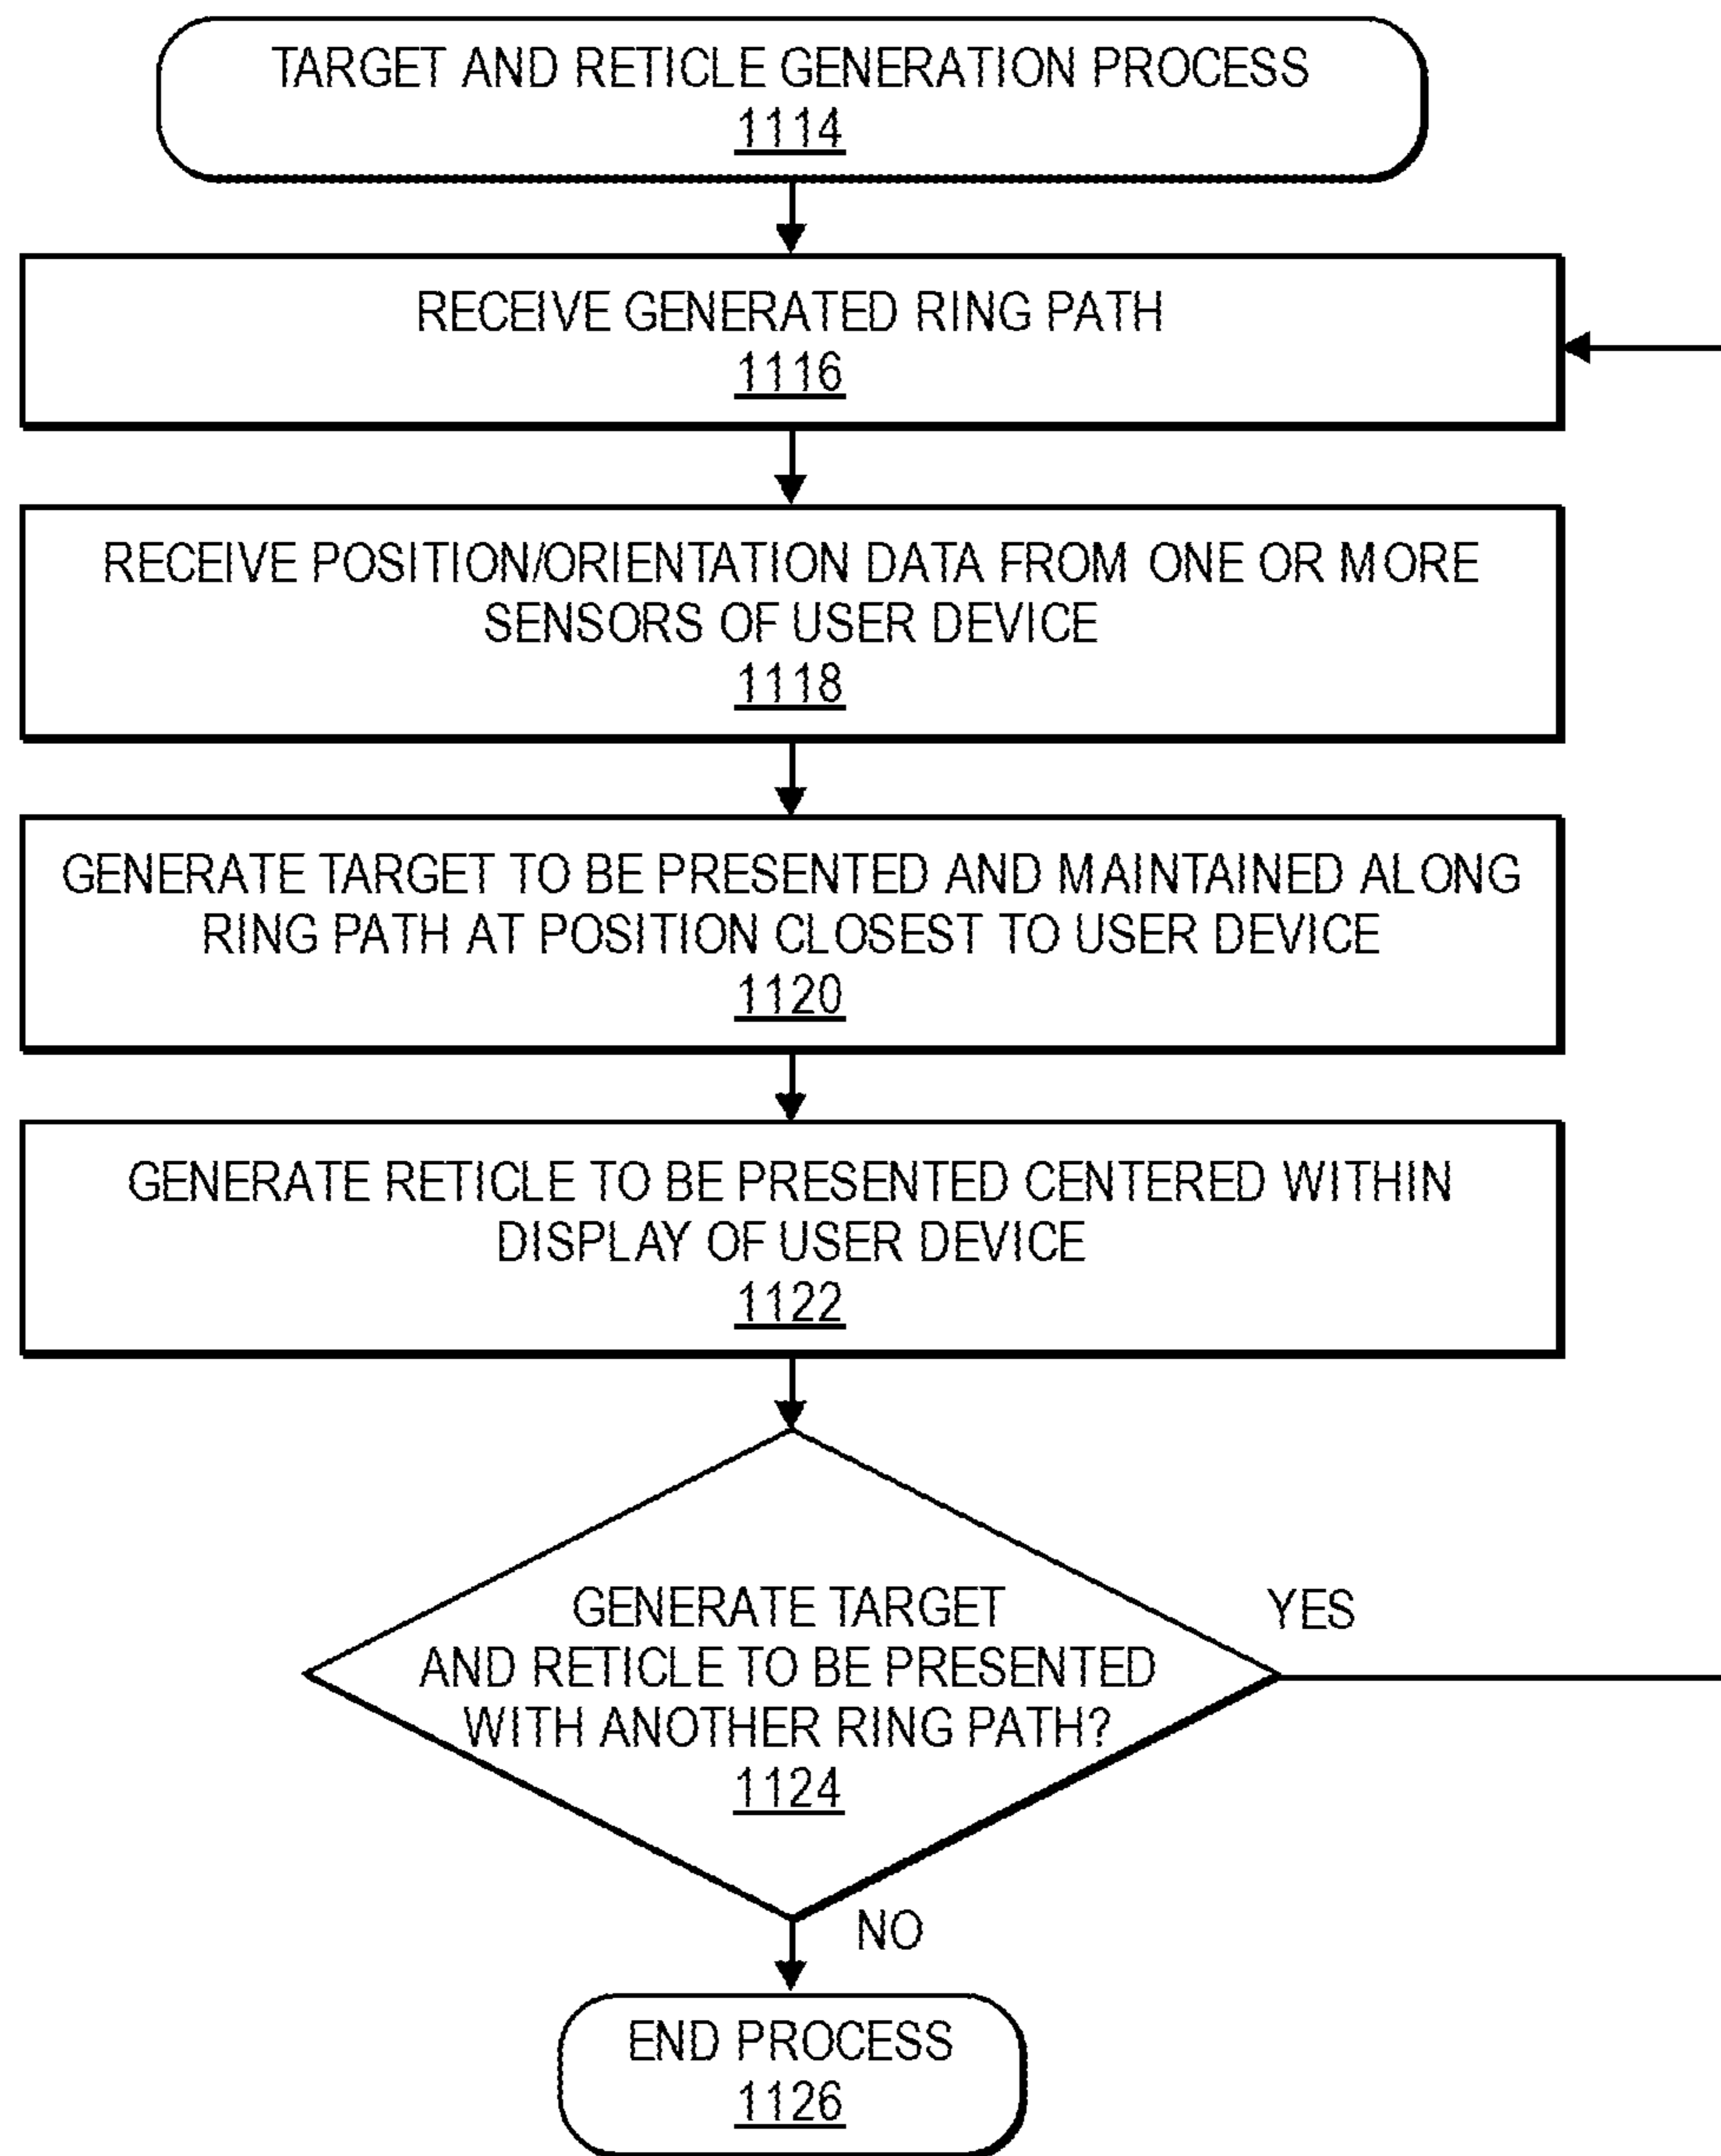 TARGET AND RETICLE GENERATION PROCESS
1114
RECEIVE GENERATED RING PATH
1116
RECEIVE POSITION/ORIENTATION DATA FROM ONE OR MORE
SENSORS OF USER DEVICE
1118
GENERATE TARGET TO BE PRESENTED AND MAINTAINED ALONG
RING PATH AT POSITION CLOSEST TO USER DEVICE
1120
GENERATE RETICLE TO BE PRESENTED CENTERED WITHIN
DISPLAY OF USER DEVICE
1122
GENERATE TARGET
AND RETICLE TO BE PRESENTED
WITH ANOTHER RING PATH?
1124
YES
NO
END PROCESS
1126